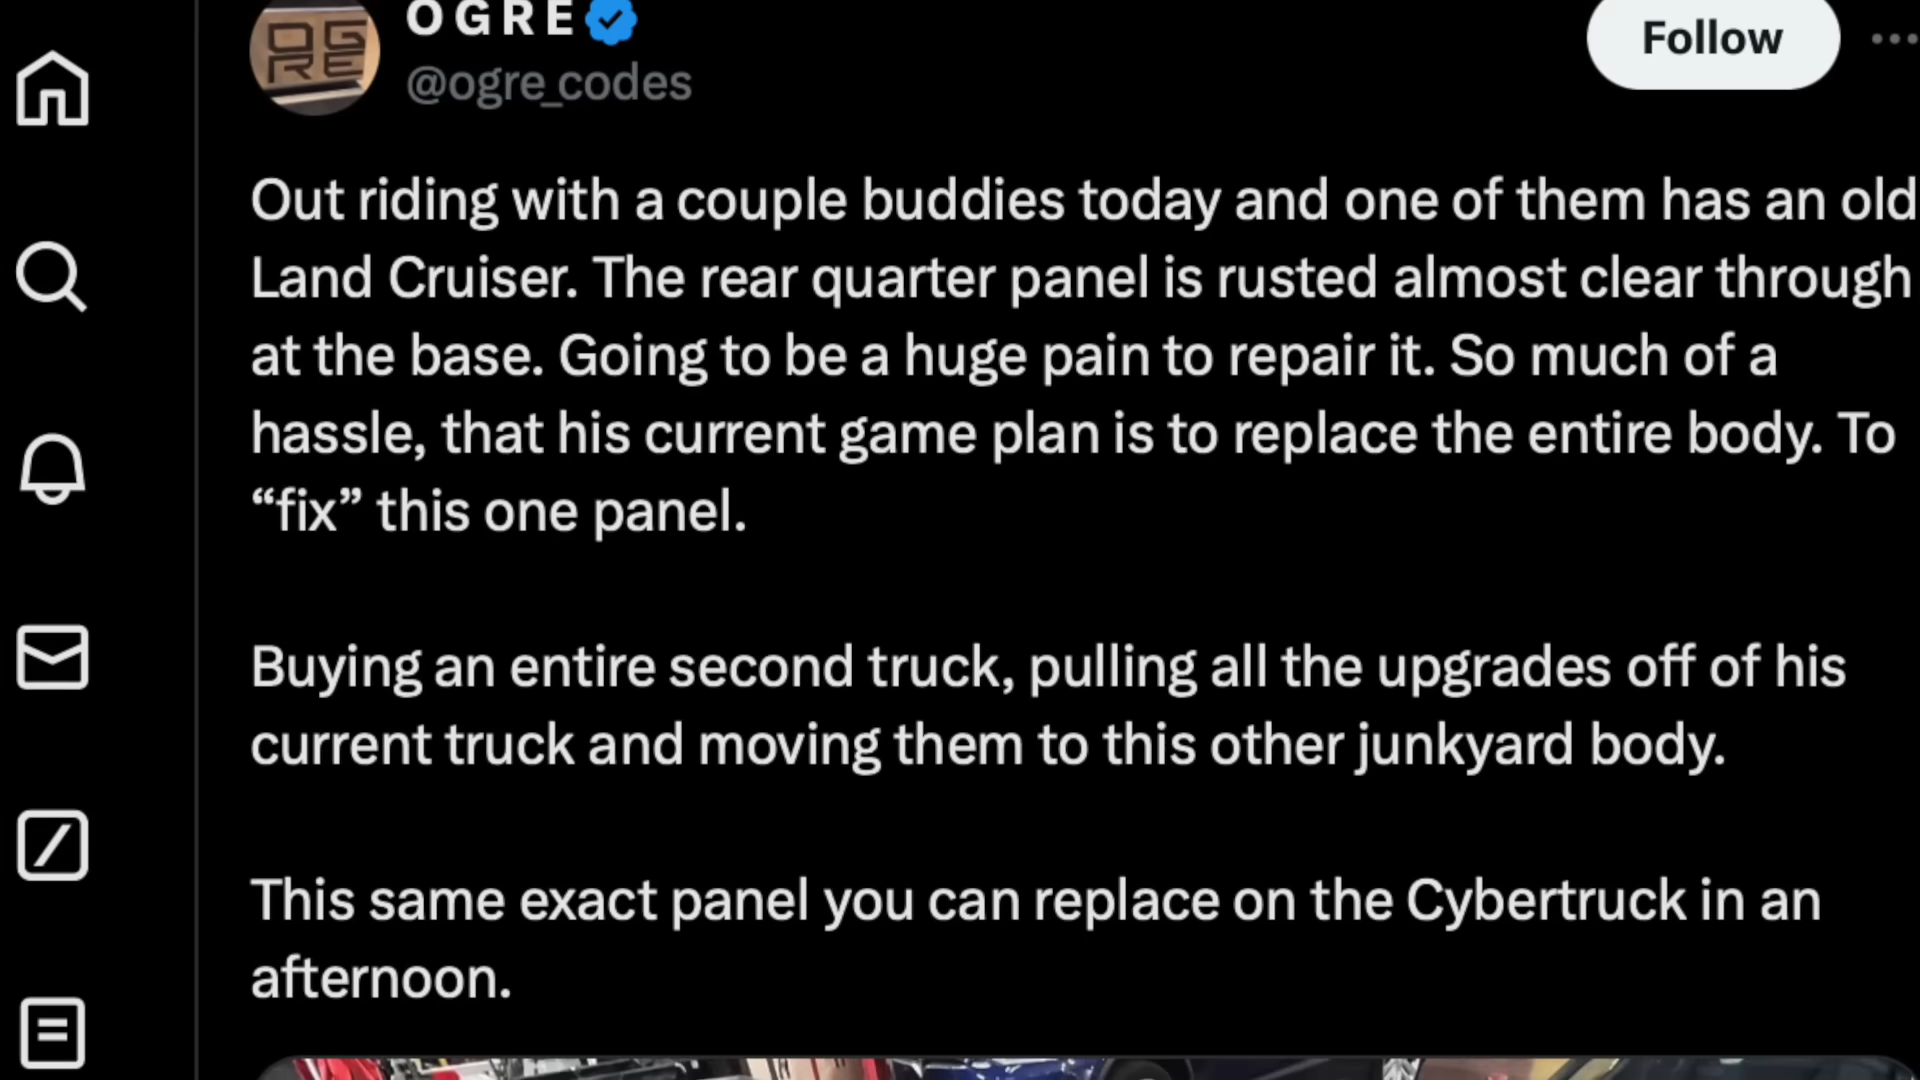 OGRE
@ogre_codes
Follow
OG
RE
Out riding with a couple buddies today and one of them has an old
Land Cruiser. The rear quarter panel is rusted almost clear through
at the base. Going to be a huge pain to repair it. So much of a
hassle, that his current game plan is to replace the entire body. To
“fix” this one panel.
Buying an entire second truck, pulling all the upgrades off of his
current truck and moving them to this other junkyard body.
This same exact panel you can replace on the Cybertruck in an
afternoon.